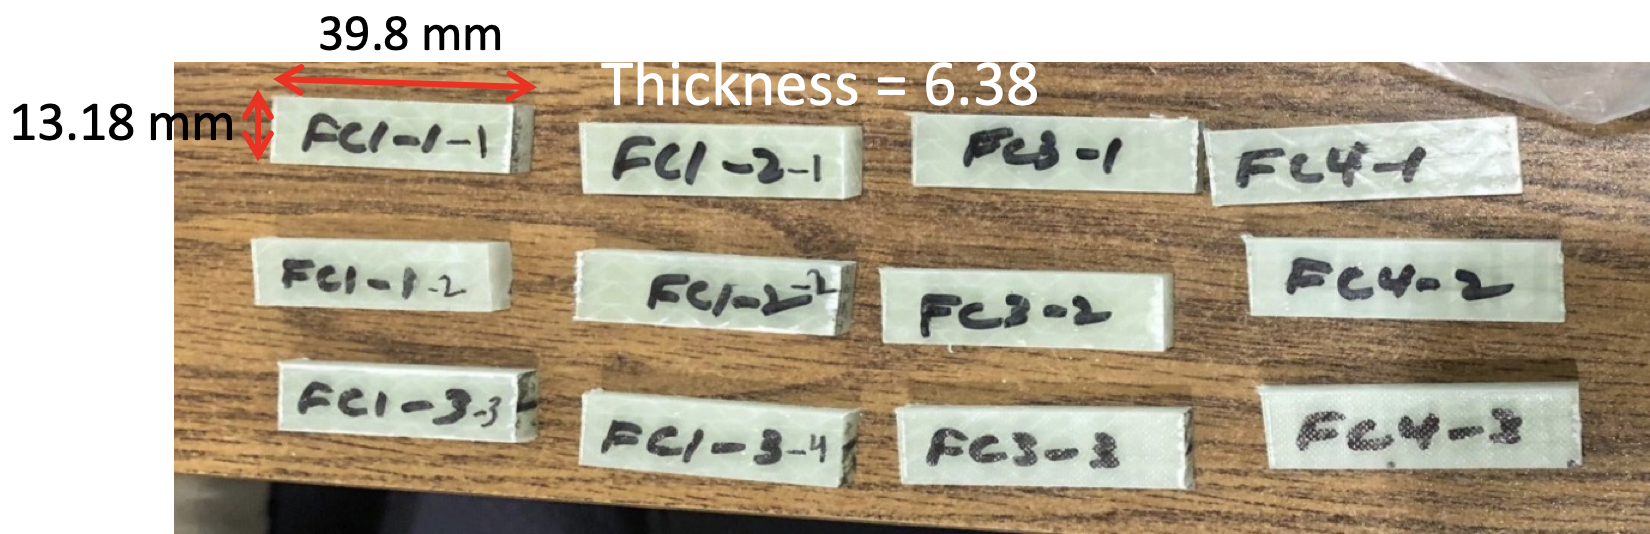 39.8 mm
Thickness = 6.38
13.18 mm
FC1-1-1
FC1-2-1
FC3-1
FC4-1
FC1-1-2
FC1-2-2
FC3-2
FC4-2
FC1-3-3
FC1-3-4
FC3-3
FC4-3